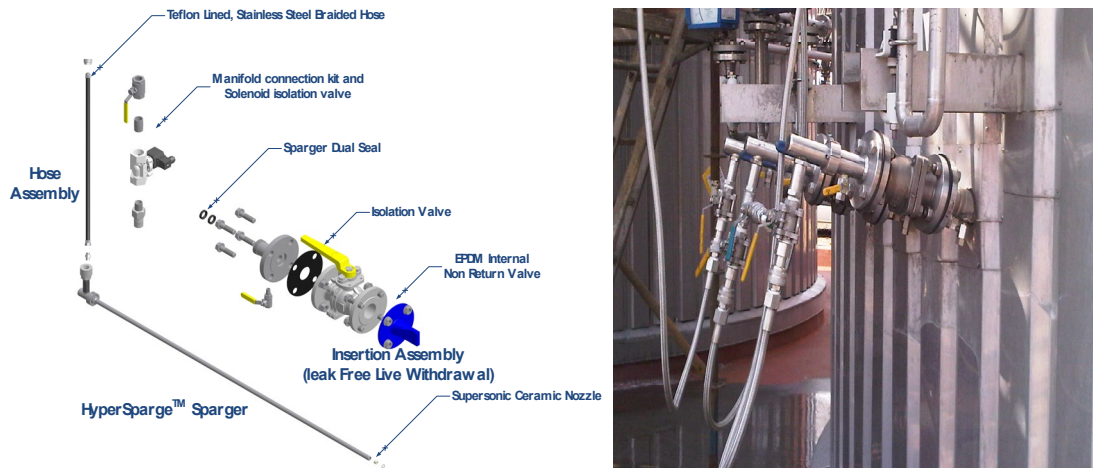 Teflon Lined, Stainless Steel Braided Hose
Manifold connection kit and
Solenoid isolation valve
Sparger Dual Seal
Hose
Assembly
Isolation Valve
EPDM Internal
Non Return Valve
Insertion Assembly
(leak Free Live Withdrawal)
HyperSparge™ Sparger
Supersonic Ceramic Nozzle